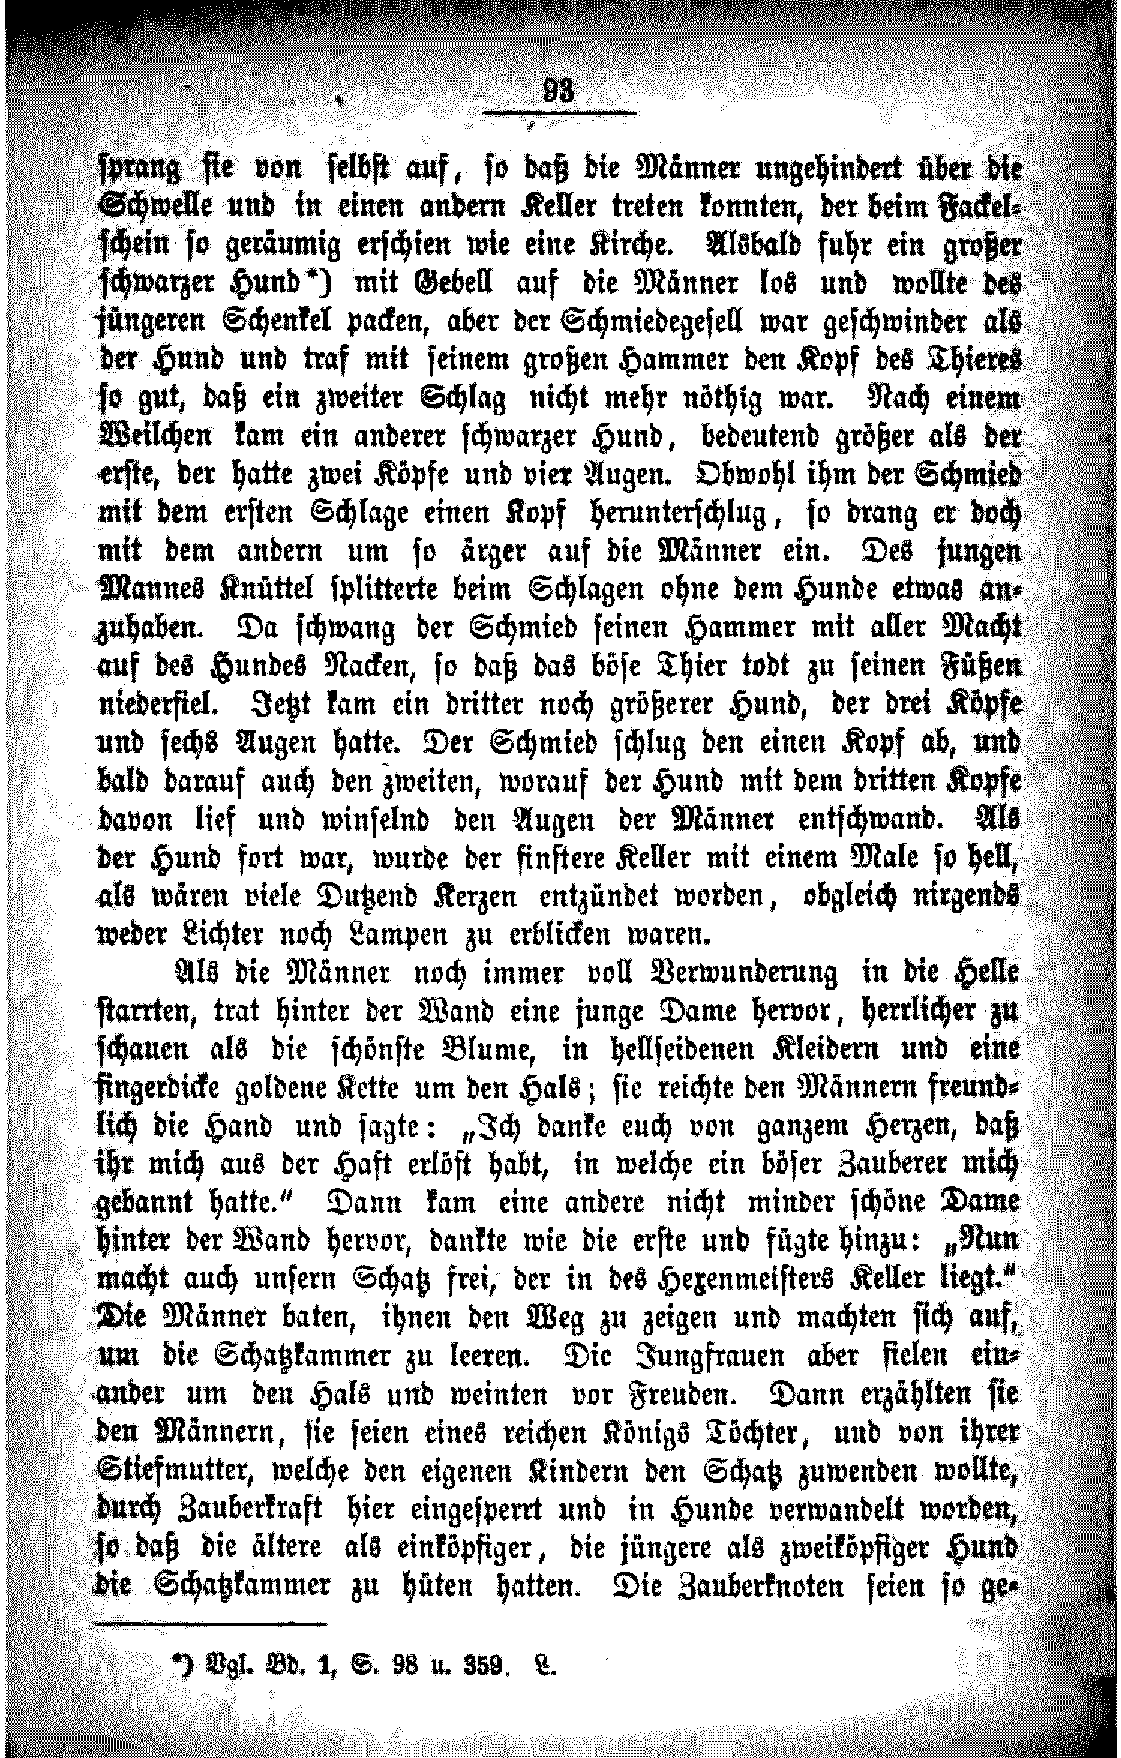 93
sprang sie von selbst auf, so daß die Männer ungehindert über die
Schwelle und in einen andern Keller treten konnten, der beim Fackel-
schein so geräumig erschien wie eine Kirche. Alsbald fuhr ein großer
schwarzer Hund*) mit Gebell auf die Männer los und wollte des
jüngeren Schenkel packen, aber der Schmiedegesell war geschwinder als
der Hund und traf mit seinem großen Hammer den Kopf des Thieres
so gut, daß ein zweiter Schlag nicht mehr nöthig war. Nach einem
Weilchen kam ein anderer schwarzer Hund, bedeutend größer als der
erste, der hatte zwei Köpfe und vier Augen. Obwohl ihm der Schmied
mit dem ersten Schlage einen Kopf herunterschlug, so drang er doch
mit dem andern um so ärger auf die Männer ein. Des jungen
Mannes Knüttel splitterte beim Schlagen ohne dem Hunde etwas an-
zuhaben. Da schwang der Schmied seinen Hammer mit aller Macht
auf des Hundes Nacken, so daß das böse Thier todt zu seinen Füßen
niederfiel. Jetzt kam ein dritter noch größerer Hund, der drei Köpfe
und sechs Augen hatte. Der Schmied schlug den einen Kopf ab, und
bald darauf auch den zweiten, worauf der Hund mit dem dritten Kopfe
davon lief und winselnd den Augen der Männer entschwand. Als
der Hund fort war, wurde der finstere Keller mit einem Male so hell,
als wären viele Dutzend Kerzen entzündet worden, obgleich nirgends
weder Lichter noch Lampen zu erblicken waren.
Als die Männer noch immer voll Verwunderung in die Helle
starrten, trat hinter der Wand eine junge Dame hervor, herrlicher zu
schauen als die schönste Blume, in hellseidenen Kleidern und eine
fingerdicke goldene Kette um den Hals; sie reichte den Männern freund-
lich die Hand und sagte: „Ich danke euch von ganzem Herzen, daß
ihr mich aus der Haft erlöst habt, in welche ein böser Zauberer mich
gebannt hatte.“ Dann kam eine andere nicht minder schöne Dame
hinter der Wand hervor, dankte wie die erste und fügte hinzu: „Nun
macht auch unsern Schatz frei, der in des Hexenmeisters Keller liegt.“
Die Männer baten, ihnen den Weg zu zeigen und machten sich auf,
um die Schatzkammer zu leeren. Die Jungfrauen aber fielen ein-
ander um den Hals und weinten vor Freuden. Dann erzählten sie
den Männern, sie seien eines reichen Königs Töchter, und von ihrer
Stiefmutter, welche den eigenen Kindern den Schatz zuwenden wollte,
durch Zauberkraft hier eingesperrt und in Hunde verwandelt worden,
so daß die ältere als einköpfiger, die jüngere als zweiköpfiger Hund
die Schatzkammer zu hüten hatten. Die Zauberknoten seien so ge-
*) Vgl. Bd. 1, S. 98 u. 359. L.